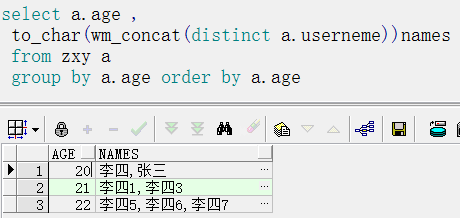 select a.age ,
to_char(wm_concat(distinct a.userneme))names
from zxy a
group by a.age order by a.age
AGE NAMES
1 20 李四,张三 ...
2 21 李四1,李四3 ...
3 22 李四5,李四6,李四7 ...